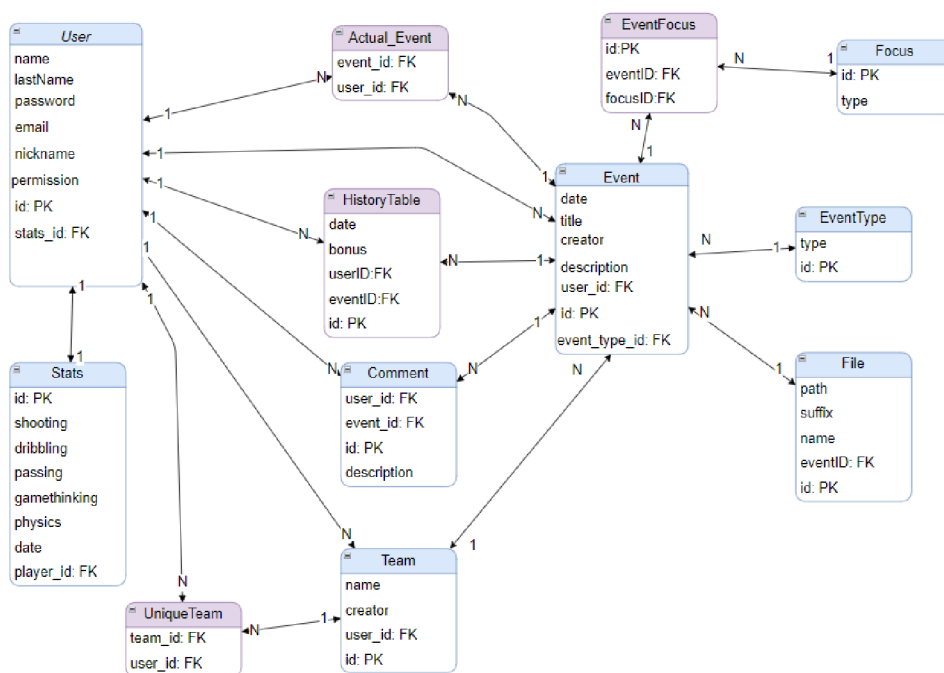 User
name
lastName
password
email
nickname
permission
id: PK
stats_id: FK
Actual_Event
event_id: FK
user_id: FK
EventFocus
id:PK
eventID: FK
focusID:FK
Focus
id: PK
type
HistoryTable
date
bonus
userID:FK
eventID:FK
id: PK
Event
date
title
creator
description
user_id: FK
id: PK
event_type_id: FK
EventType
type
id: PK
Stats
id: PK
shooting
dribbling
passing
gamethinking
physics
date
player_id: FK
Comment
user_id: FK
event_id: FK
id: PK
description
File
path
suffix
name
eventID: FK
id: PK
UniqueTeam
team_id: FK
user_id: FK
Team
name
creator
user_id: FK
id: PK
1
N
N
1
1
N
1
N
N
1
1
N
N
1
N
1
N
1
N
1
N
1
1
N
1
N
1
1
N
1
1
N